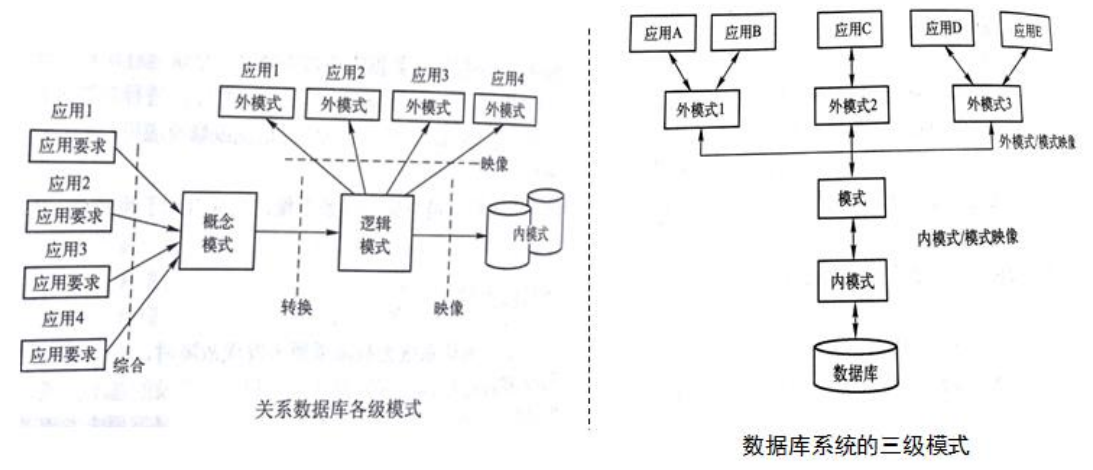 应用1
应用2
应用3
应用4
外模式
外模式
外模式
外模式
应用1
应用要求
映像
应用2
应用要求
概念
模式
逻辑
模式
内模式
应用3
应用要求
转换
映像
应用4
应用要求
综合
关系数据库各级模式
应用A
应用B
应用C
应用D
应用E
外模式1
外模式2
外模式3
外模式/模式映像
模式
内模式/模式映像
内模式
数据库
数据库系统的三级模式